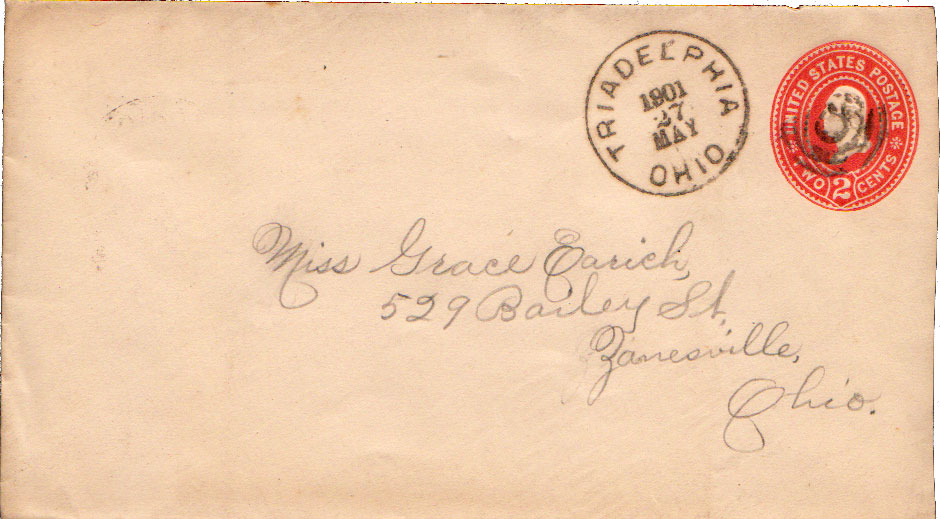 TRIADELPHIA
1901
27
MAY
OHIO
UNITED STATES POSTAGE
TWO 2 CENTS
Miss Grace Earich,
529 Bailey St.
Zanesville,
Ohio.